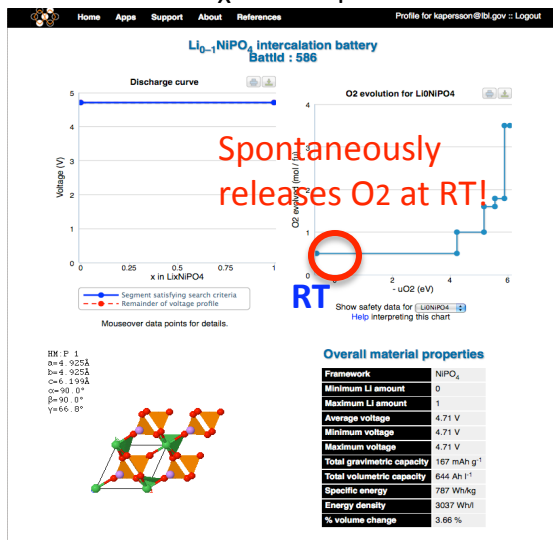 Home Apps Support About References Profile for kapersson@lbl.gov :: Logout
Li0–1NiPO4 intercalation battery
BattId : 586
Discharge curve
5
4
3
2
1
0
Voltage (V)
0 0.25 0.5 0.75 1
x in LixNiPO4
Segment satisfying search criteria
Remainder of voltage profile
Mouseover data points for details.
O2 evolution for Li0NiPO4
4
2
1
0
O2 evolved (mol / fu)
2 4 6
- uO2 (eV)
Spontaneously
releases O2 at RT!
RT
Show safety data for Li0NiPO4
Help interpreting this chart
HM:P 1
a=4.925Å
b=4.925Å
c=6.199Å
α=90.0°
β=90.0°
γ=66.8°
Overall material properties
Framework NiPO4
Minimum Li amount 0
Maximum Li amount 1
Average voltage 4.71 V
Minimum voltage 4.71 V
Maximum voltage 4.71 V
Total gravimetric capacity 167 mAh g-1
Total volumetric capacity 644 Ah l-1
Specific energy 787 Wh/kg
Energy density 3037 Wh/l
% volume change 3.66 %